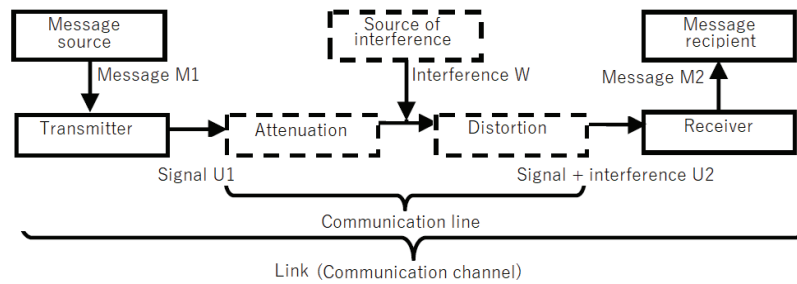 Message
source
Source of
interference
Message
recipient
Message M1
Interference W
Message M2
Transmitter
Attenuation
Distortion
Receiver
Signal U1
Signal + interference U2
Communication line
Link (Communication channel)